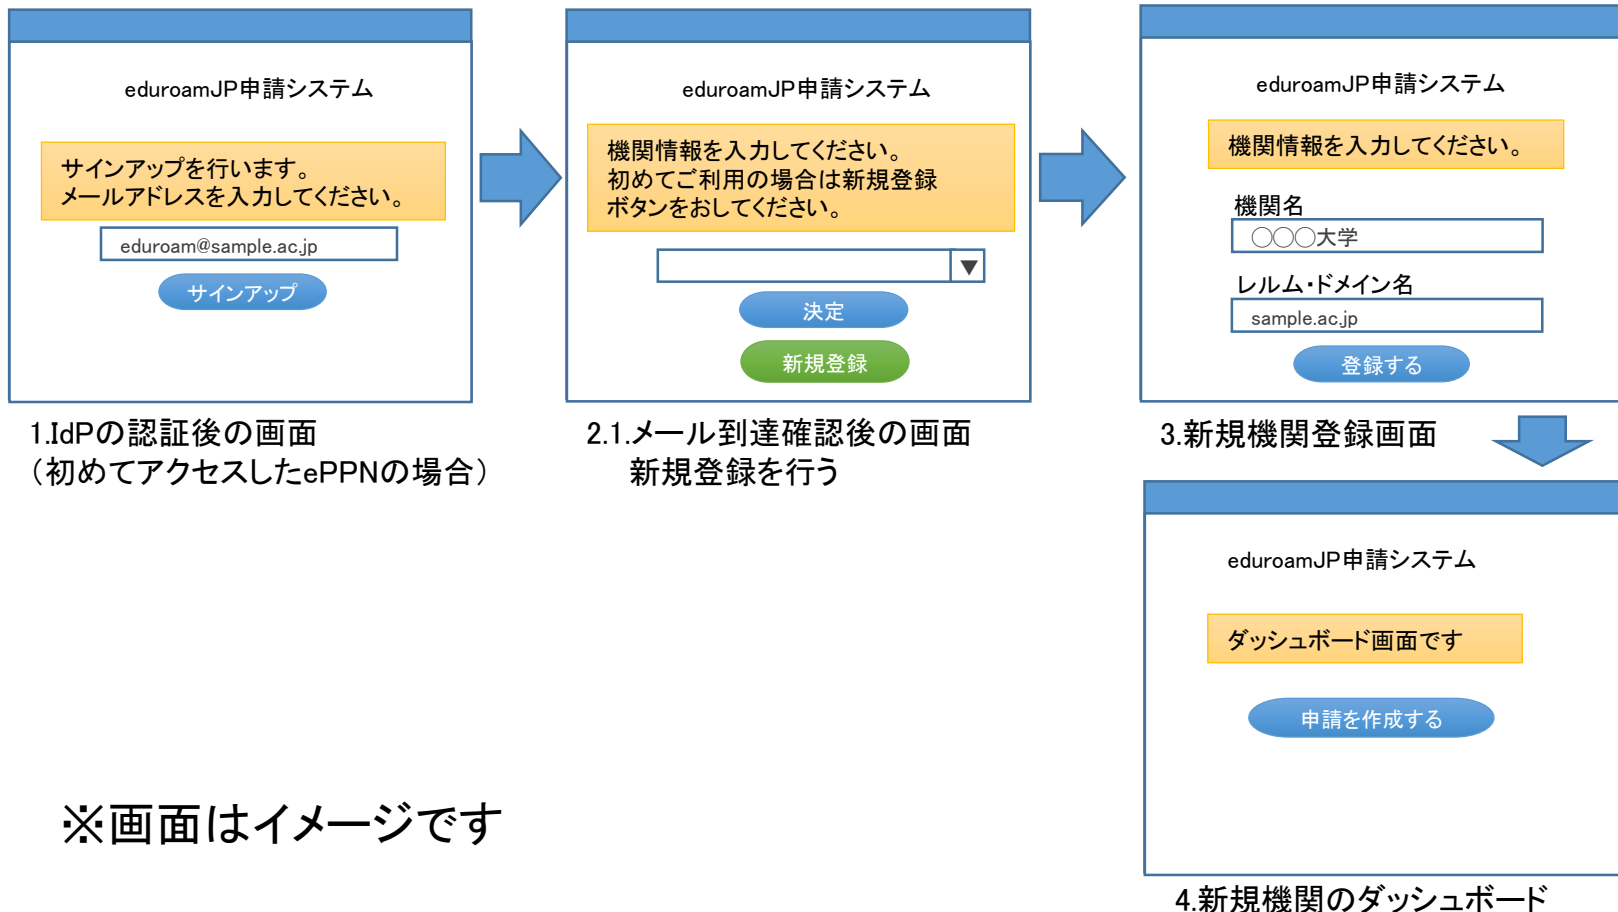 eduroamJP申請システム
サインアップを行います。
メールアドレスを入力してください。
eduroam@sample.ac.jp
サインアップ
1.IdPの認証後の画面
（初めてアクセスしたePPNの場合）
eduroamJP申請システム
機関情報を入力してください。
初めてご利用の場合は新規登録
ボタンをおしてください。
▼
決定
新規登録
2.1.メール到達確認後の画面
新規登録を行う
eduroamJP申請システム
機関情報を入力してください。
機関名
◯◯◯大学
レルム・ドメイン名
sample.ac.jp
登録する
3.新規機関登録画面
eduroamJP申請システム
ダッシュボード画面です
申請を作成する
4.新規機関のダッシュボード
※画面はイメージです